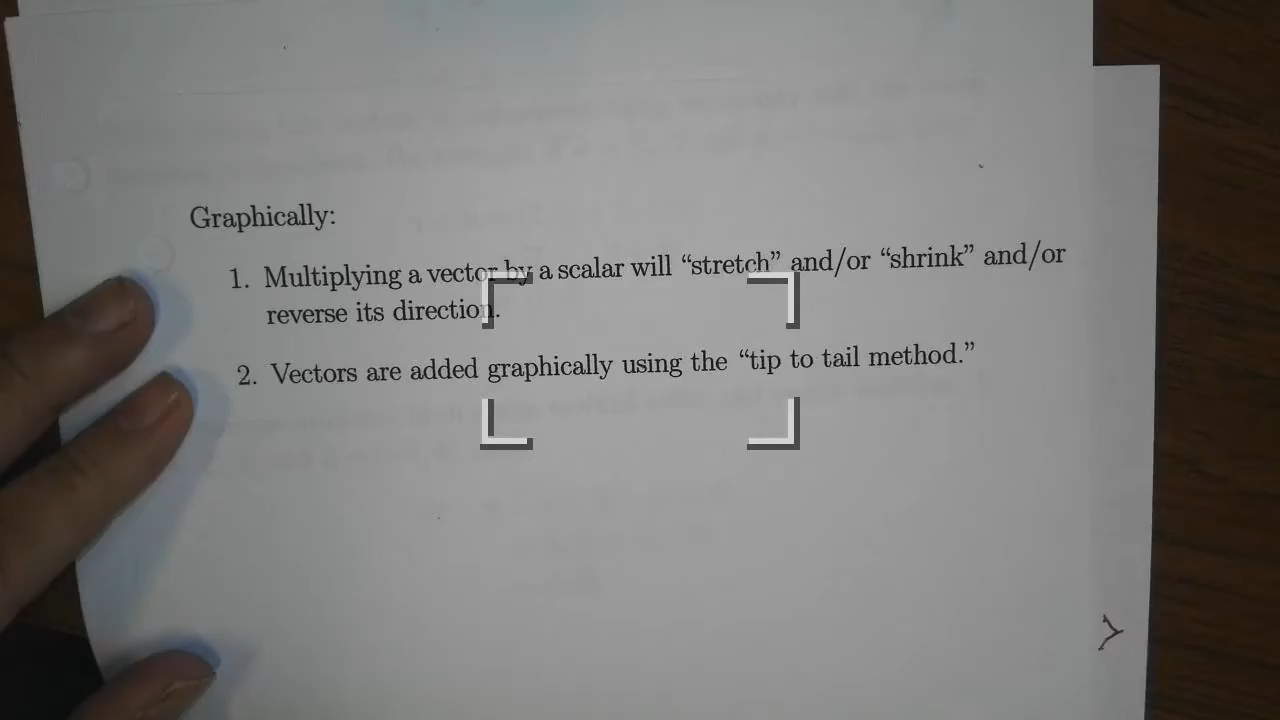 Graphically:
1. Multiplying a vector by a scalar will “stretch” and/or “shrink” and/or
reverse its direction.
2. Vectors are added graphically using the “tip to tail method.”